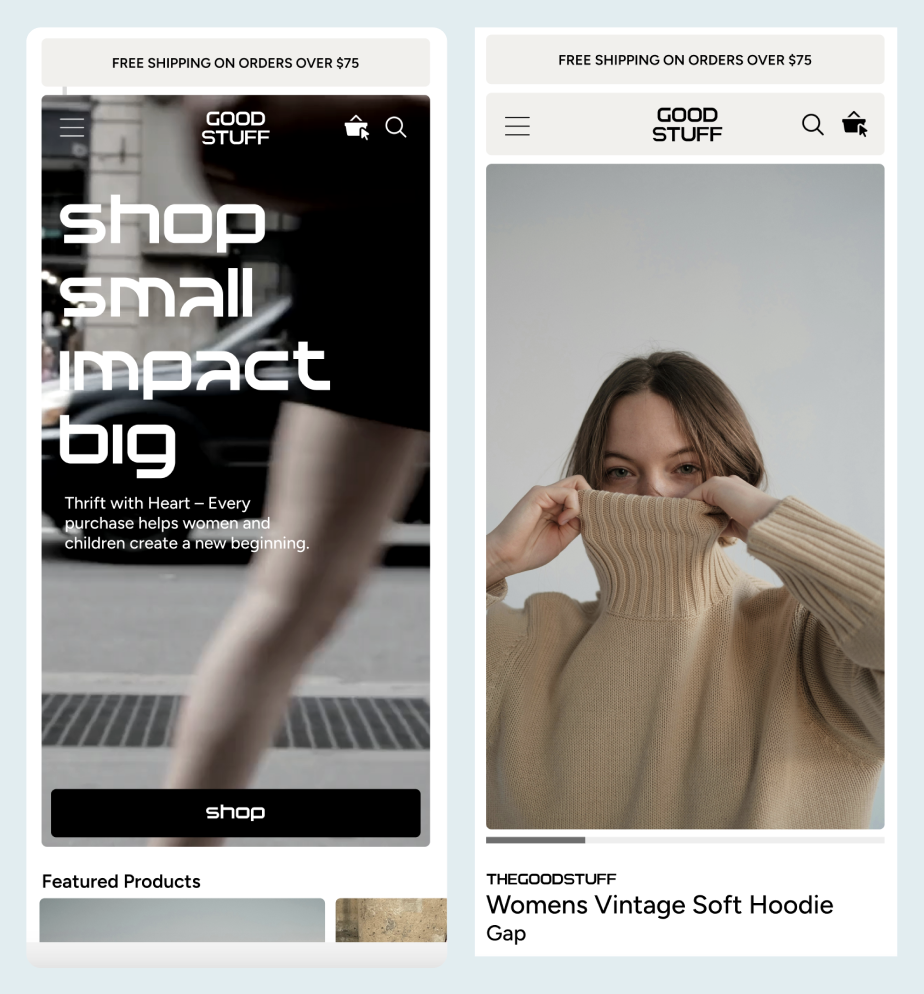 FREE SHIPPING ON ORDERS OVER $75
GOOD
STUFF
shop
small
impact
big
Thrift with Heart – Every
purchase helps women and
children create a new beginning.
shop
Featured Products
FREE SHIPPING ON ORDERS OVER $75
GOOD
STUFF
THEGOODSTUFF
Womens Vintage Soft Hoodie
Gap